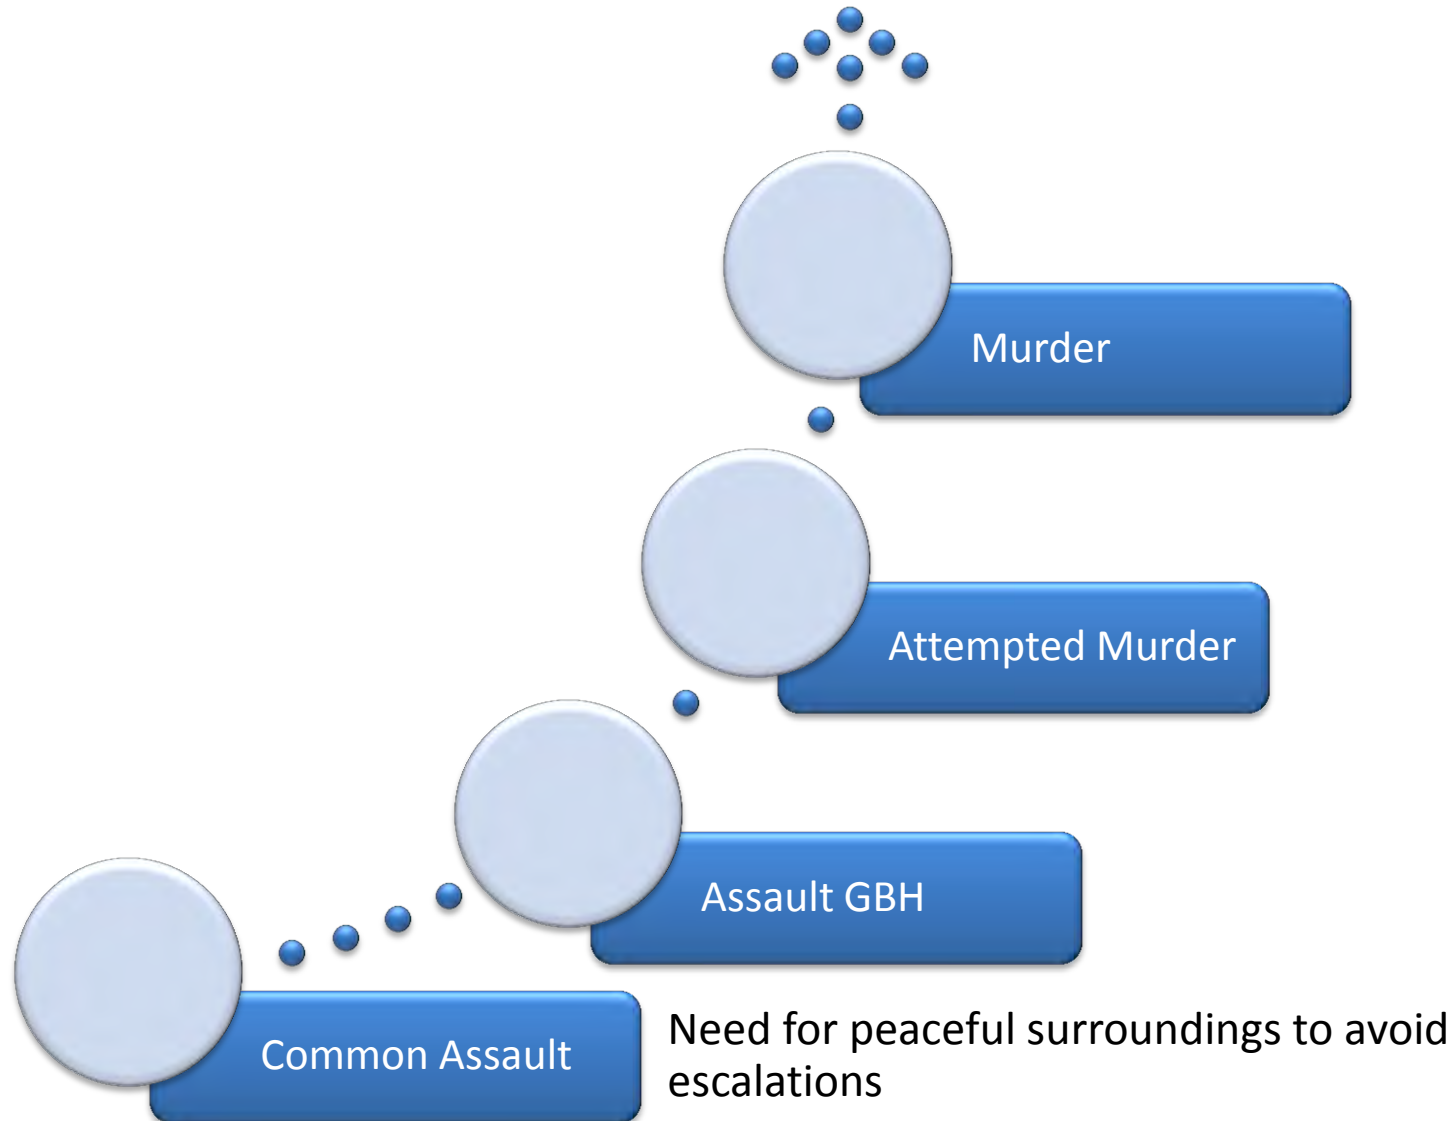 Murder
Attempted Murder
Assault GBH
Common Assault
Need for peaceful surroundings to avoid
escalations